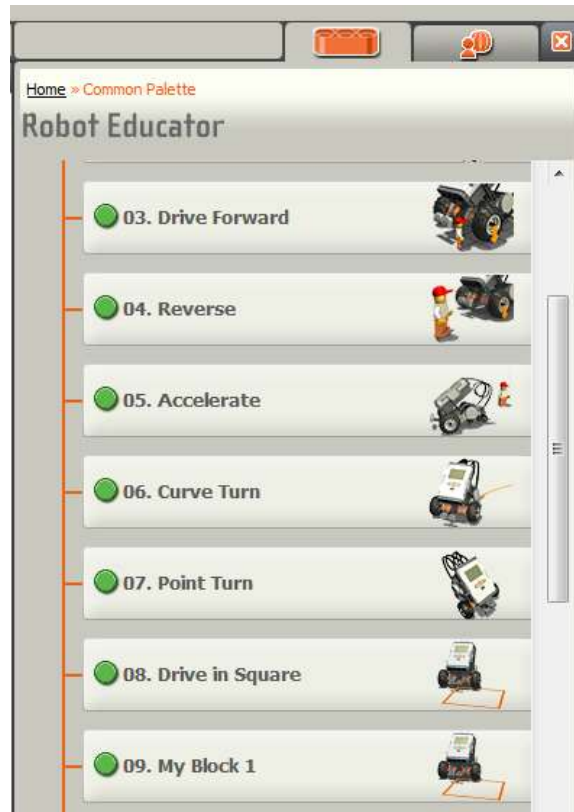 Home » Common Palette
Robot Educator
03. Drive Forward
04. Reverse
05. Accelerate
06. Curve Turn
07. Point Turn
08. Drive in Square
09. My Block 1